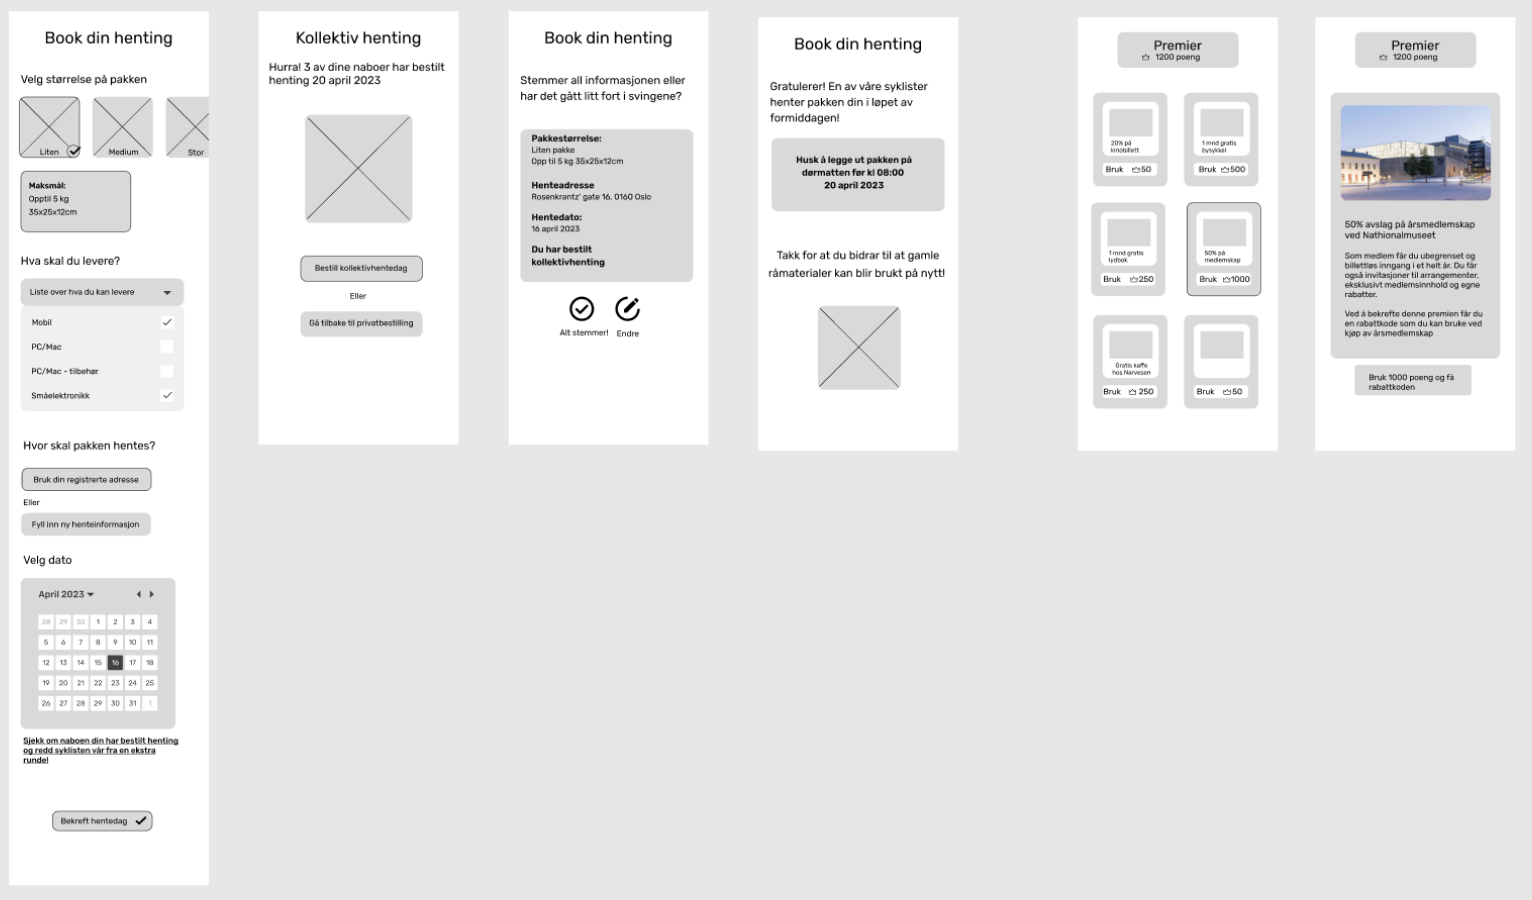 Book din henting
Velg størrelse på pakken
Liten
Medium
Stor
Maksmål:
Opptil 5 kg
35x25x12cm
Hva skal du levere?
Liste over hva du kan levere
Mobil
PC/Mac
PC/Mac - tilbehør
Småelektronikk
Hvor skal pakken hentes?
Bruk din registrerte adresse
Eller
Fyll inn ny henteinformasjon
Velg dato
April 2023
28 29 30 1 2 3 4
5 6 7 8 9 10 11
12 13 14 15 16 17 18
19 20 21 22 23 24 25
26 27 28 29 30 31 1
Sjekk om naboen din har bestilt henting
og redd syklisten vår fra en ekstra
runde!
Bekreft hentedag
Kollektiv henting
Hurra! 3 av dine naboer har bestilt
henting 20 april 2023
Bestill kollektivhentedag
Eller
Gå tilbake til privatbestilling
Book din henting
Stemmer all informasjonen eller
har det gått litt fort i svingene?
Pakkestørrelse:
Liten pakke
Opp til 5 kg 35x25x12cm
Henteadresse
Rosenkrantz' gate 16, 0160 Oslo
Hentedato:
16 april 2023
Du har bestilt
kollektivhenting
Alt stemmer!
Endre
Book din henting
Gratulerer! En av våre syklister
henter pakken din i løpet av
formiddagen!
Husk å legge ut pakken på
dørmatten før kl 08:00
20 april 2023
Takk for at du bidrar til at gamle
råmaterialer kan blir brukt på nytt!
Premier
1200 poeng
20% på
kinobillett
Bruk 50
1 mnd gratis
bysykkel
Bruk 500
1 mnd gratis
lydbok
Bruk 250
50% på
medlemskap
Bruk 1000
Gratis kaffe
hos Narvesen
Bruk 250
Bruk 50
Premier
1200 poeng
50% avslag på årsmedlemskap
ved Nathionalmuseet
Som medlem får du ubegrenset og
billettløs inngang i et helt år. Du får
også invitasjoner til arrangementer,
eksklusivt medlemsinnhold og egne
rabatter.
Ved å bekrefte denne premien får du
en rabattkode som du kan bruke ved
kjøp av årsmedlemskap
Bruk 1000 poeng og få
rabattkoden